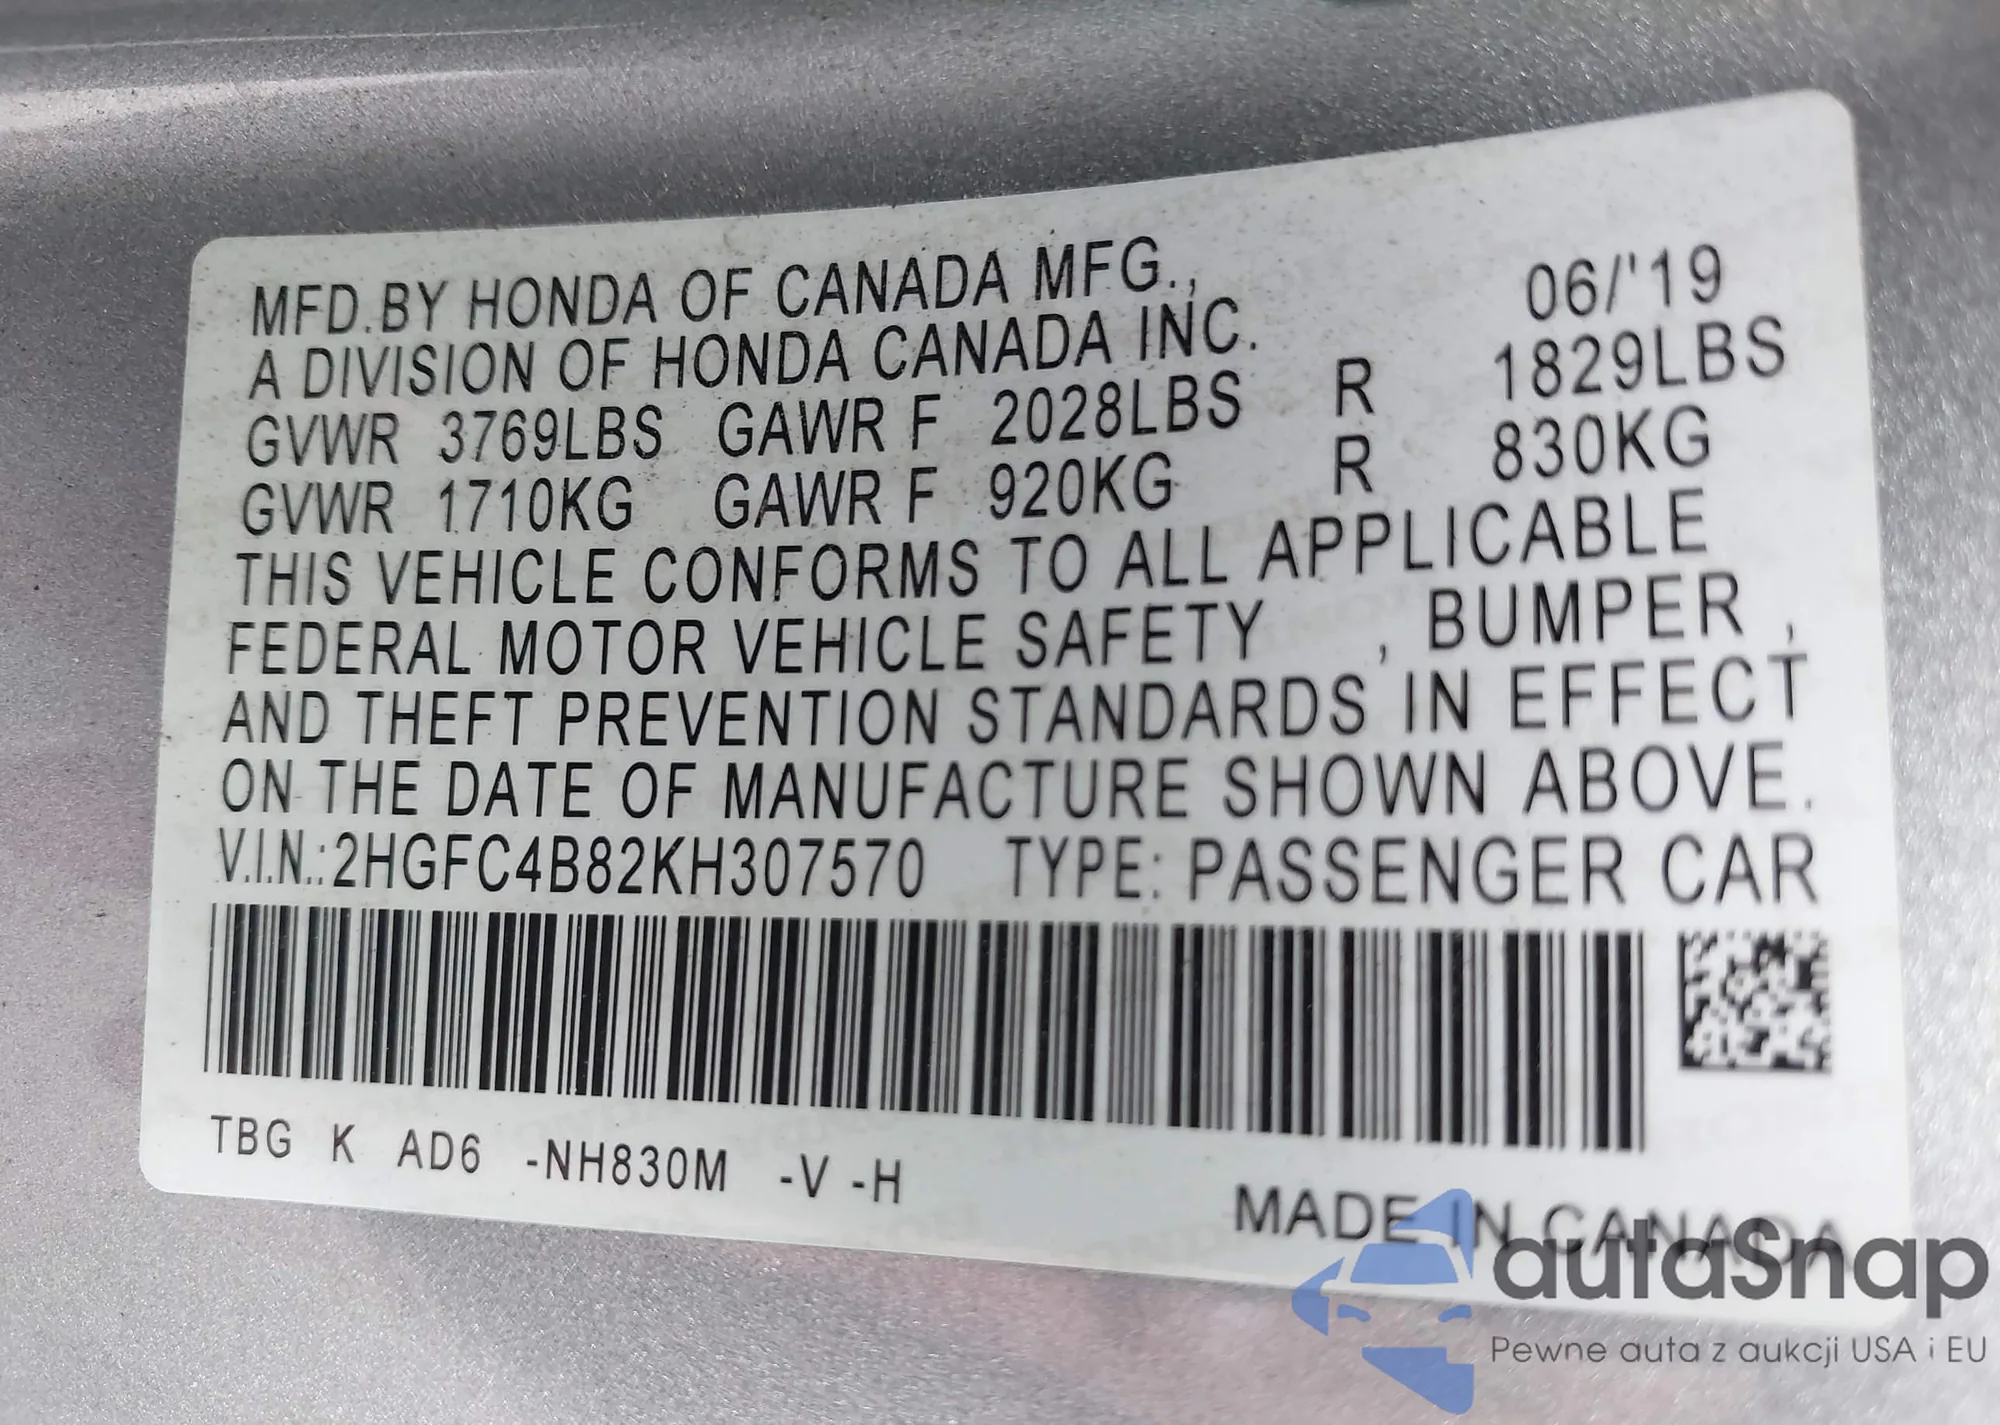 MFD.BY HONDA OF CANADA MFG.,
A DIVISION OF HONDA CANADA INC. 06/'19
GVWR 3769LBS GAWR F 2028LBS R 1829LBS
GVWR 1710KG GAWR F 920KG R 830KG
THIS VEHICLE CONFORMS TO ALL APPLICABLE
FEDERAL MOTOR VEHICLE SAFETY , BUMPER ,
AND THEFT PREVENTION STANDARDS IN EFFECT
ON THE DATE OF MANUFACTURE SHOWN ABOVE.
V.I.N.:2HGFC4B82KH307570 TYPE: PASSENGER CAR
TBG K AD6 -NH830M -V -H
MADE IN CANADA
autaSnap
Pewne auta z aukcji USA i EU